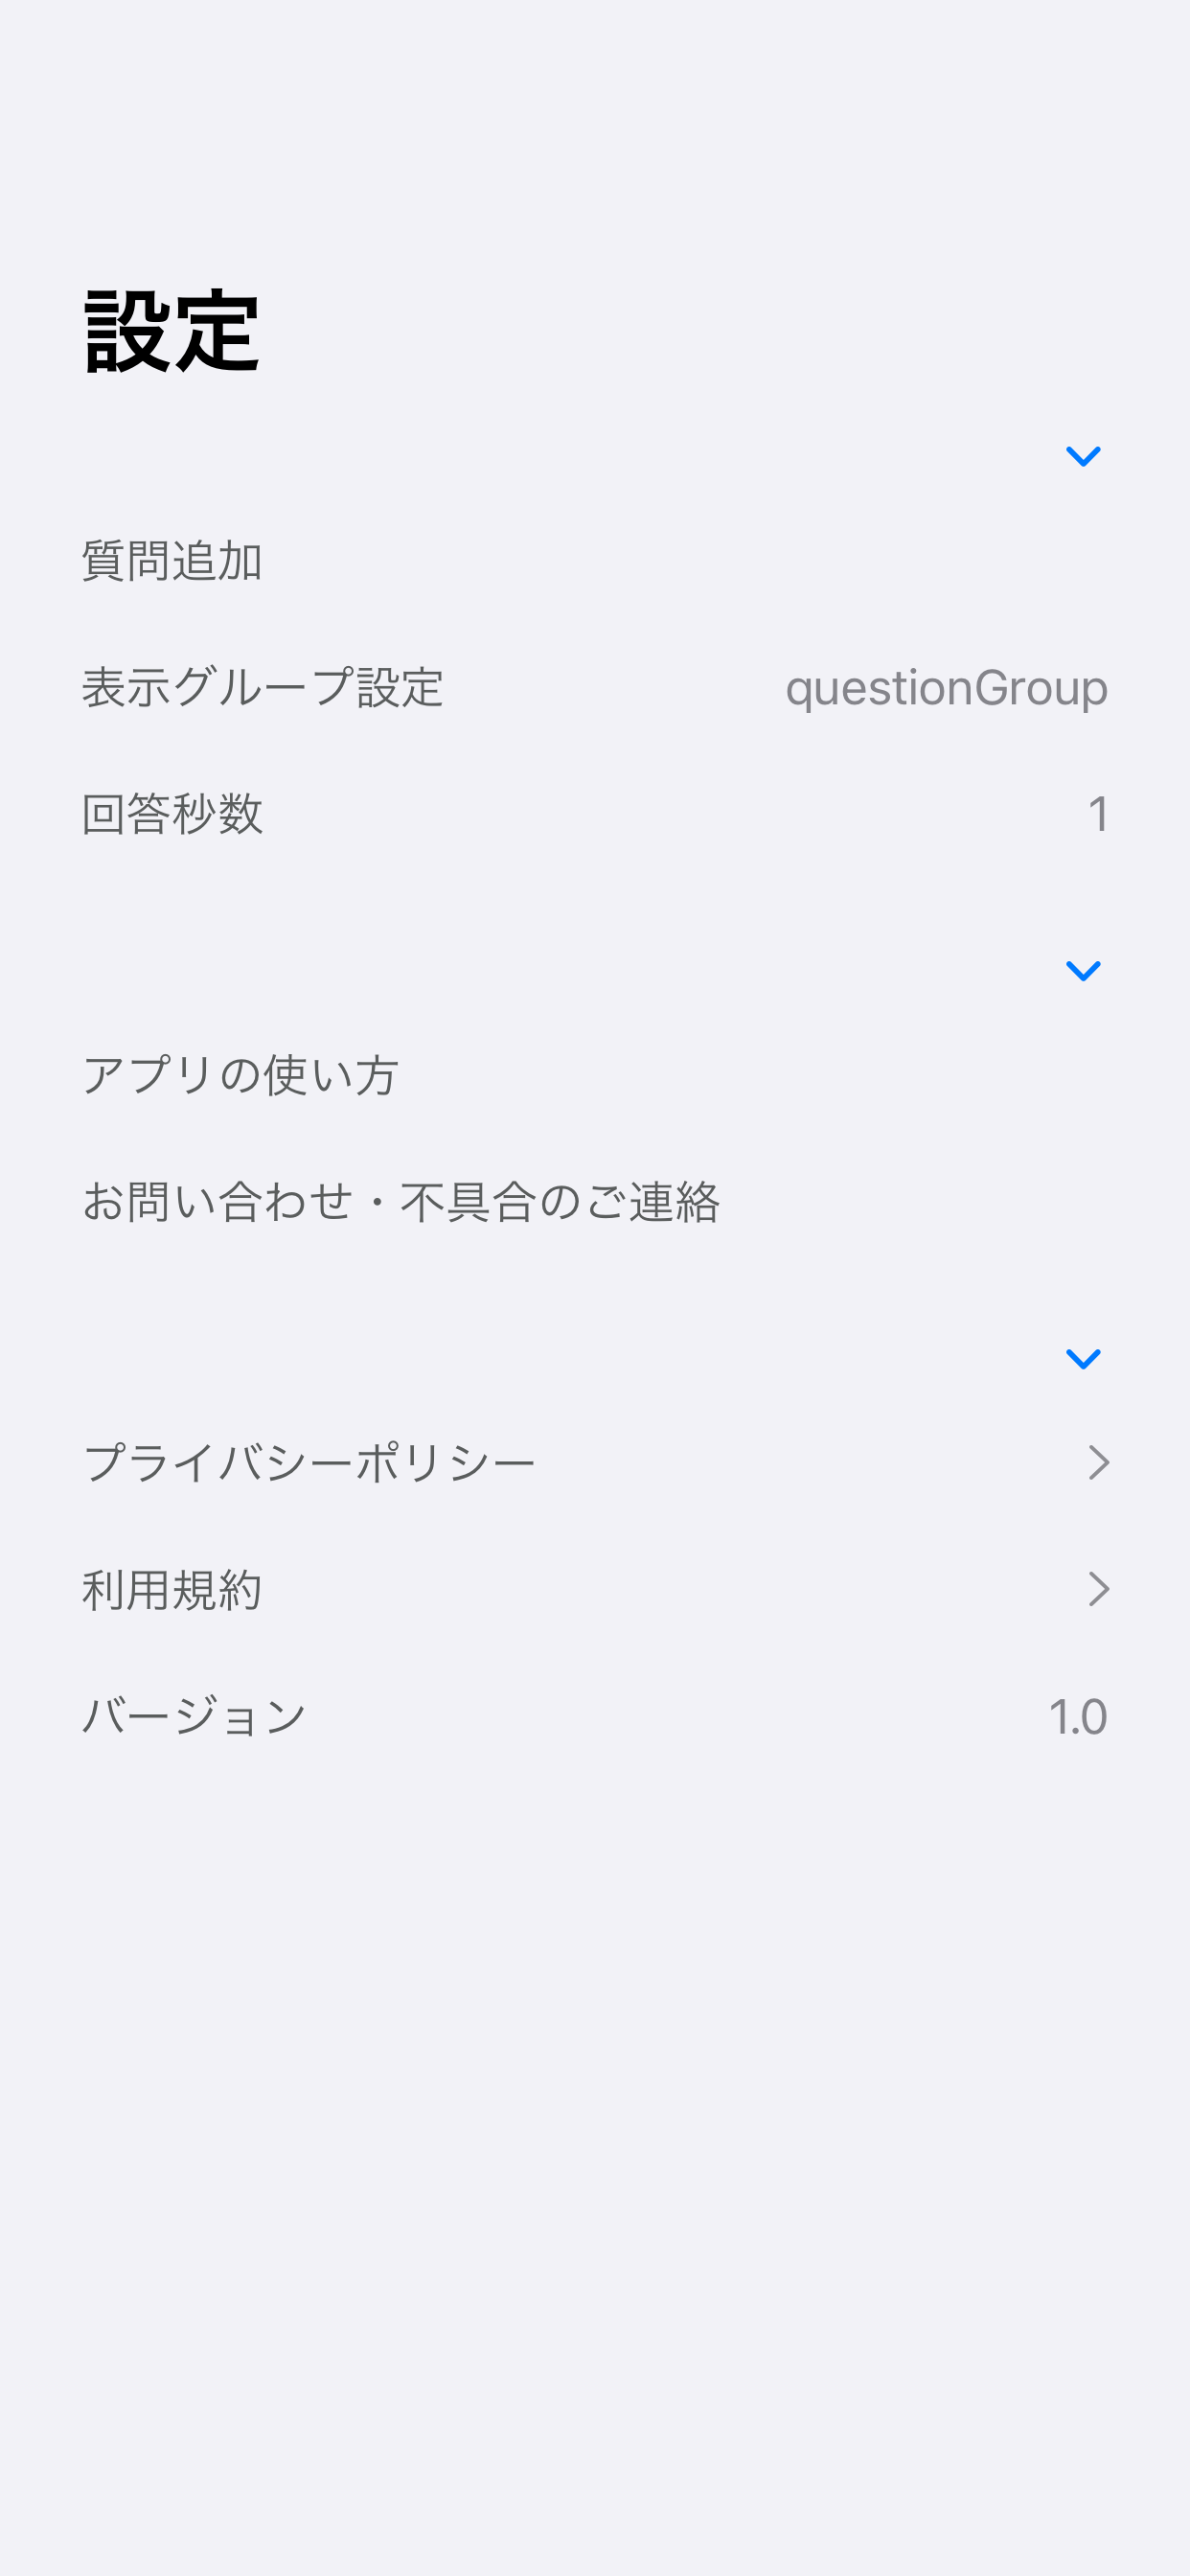 設定
質問追加
表示グループ設定 questionGroup
回答秒数 1
アプリの使い方
お問い合わせ・不具合のご連絡
プライバシーポリシー
利用規約
バージョン 1.0